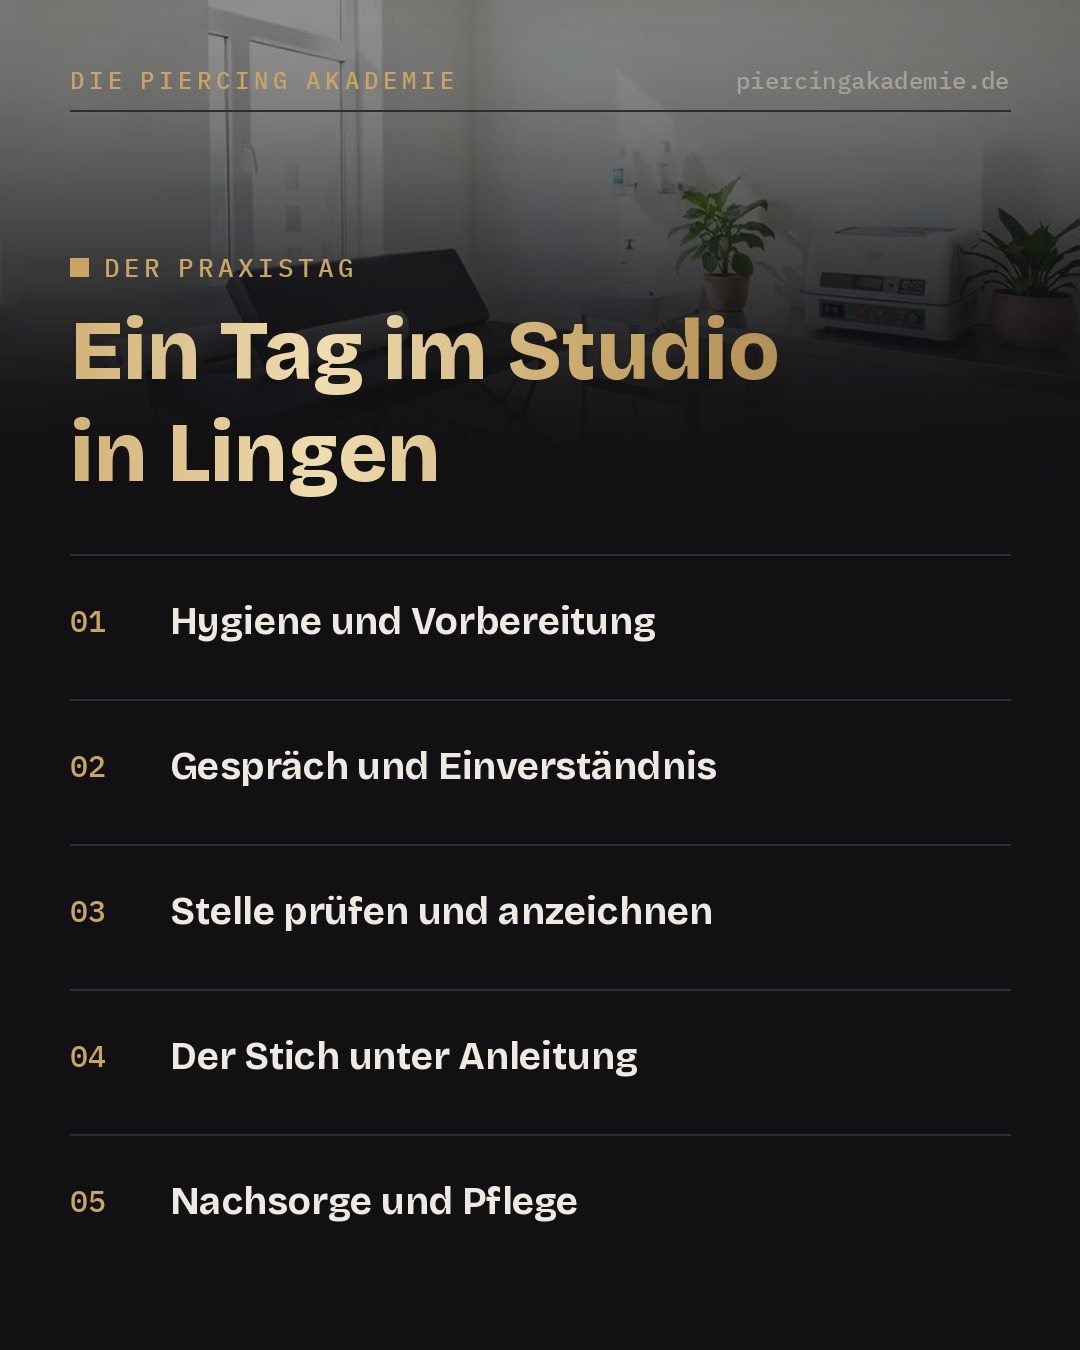 DIE PIERCING AKADEMIE
piercingakademie.de
DER PRAXISTAG
Ein Tag im Studio
in Lingen
01 Hygiene und Vorbereitung
02 Gespräch und Einverständnis
03 Stelle prüfen und anzeichnen
04 Der Stich unter Anleitung
05 Nachsorge und Pflege